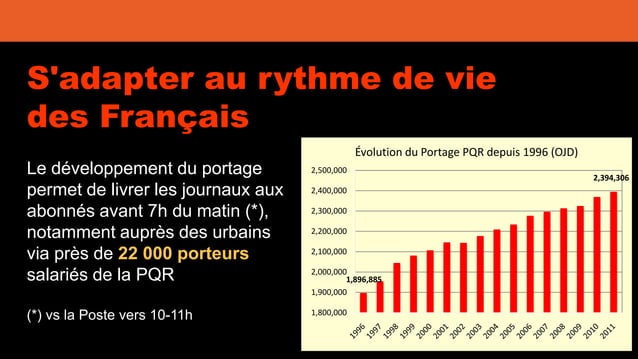 S'adapter au rythme de vie
des Français
Le développement du portage
permet de livrer les journaux aux
abonnés avant 7h du matin (*),
notamment auprès des urbains
via près de 22 000 porteurs
salariés de la PQR
(*) vs la Poste vers 10-11h
Évolution du Portage PQR depuis 1996 (OJD)
2,500,000
2,400,000
2,300,000
2,200,000
2,100,000
2,000,000
1,900,000
1,800,000
1,896,885
2,394,306
1996
1997
1998
1999
2000
2001
2002
2003
2004
2005
2006
2007
2008
2009
2010
2011